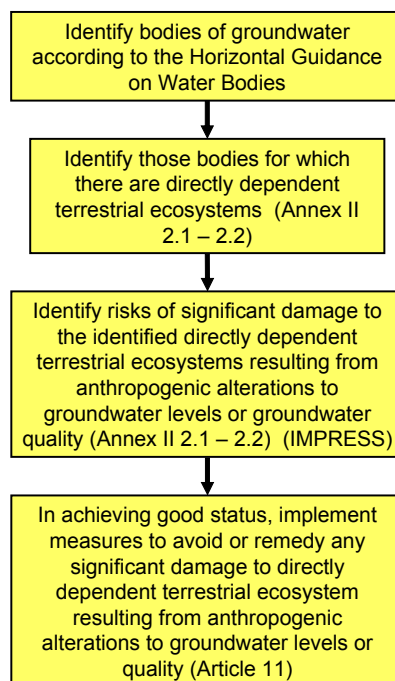 Identify bodies of groundwater
according to the Horizontal Guidance
on Water Bodies
Identify those bodies for which
there are directly dependent
terrestrial ecosystems (Annex II
2.1 – 2.2)
Identify risks of significant damage to
the identified directly dependent
terrestrial ecosystems resulting from
anthropogenic alterations to
groundwater levels or groundwater
quality (Annex II 2.1 – 2.2) (IMPRESS)
In achieving good status, implement
measures to avoid or remedy any
significant damage to directly
dependent terrestrial ecosystem
resulting from anthropogenic
alterations to groundwater levels or
quality (Article 11)